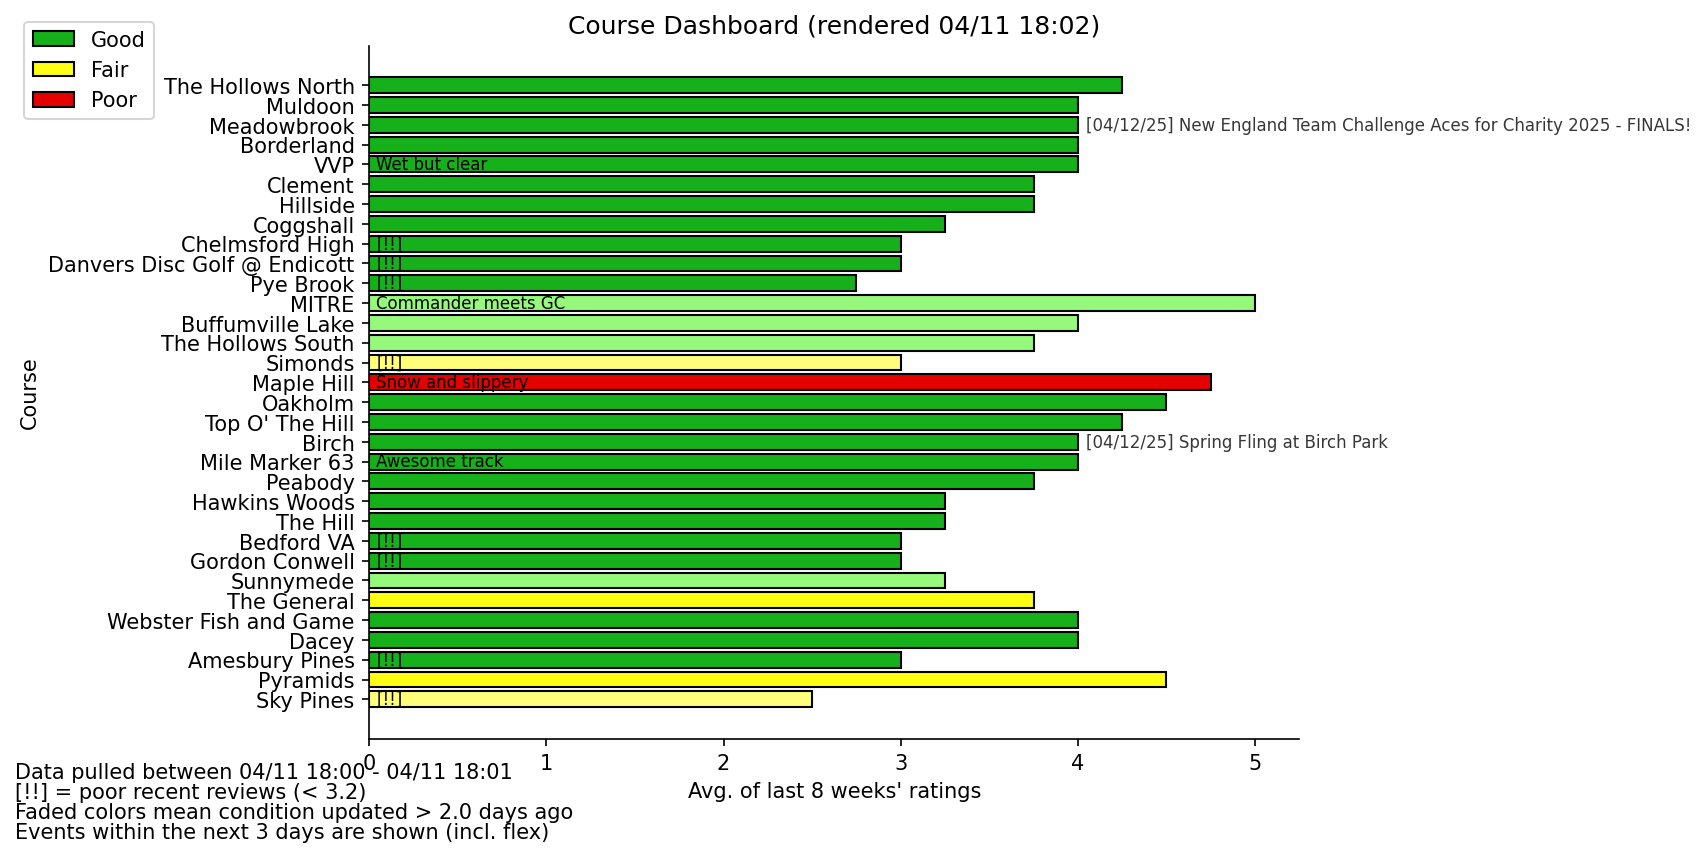 Course Dashboard (rendered 04/11 18:02)
Good
Fair
Poor
The Hollows North
Muldoon
Meadowbrook [04/12/25] New England Team Challenge Aces for Charity 2025 - FINALS!
Borderland
VVP Wet but clear
Clement
Hillside
Coggshall
Chelmsford High [!!]
Danvers Disc Golf @ Endicott [!!]
Pye Brook [!!]
MITRE Commander meets GC
Buffumville Lake
The Hollows South
Simonds [!!]
Maple Hill Snow and slippery
Oakholm
Top O' The Hill
Birch [04/12/25] Spring Fling at Birch Park
Mile Marker 63 Awesome track
Peabody
Hawkins Woods
The Hill
Bedford VA [!!]
Gordon Conwell [!!]
Sunnymede
The General
Webster Fish and Game
Dacey
Amesbury Pines [!!]
Pyramids
Sky Pines [!!]
Course
0 1 2 3 4 5
Avg. of last 8 weeks' ratings
Data pulled between 04/11 18:00 - 04/11 18:01
[!!] = poor recent reviews (< 3.2)
Faded colors mean condition updated > 2.0 days ago
Events within the next 3 days are shown (incl. flex)